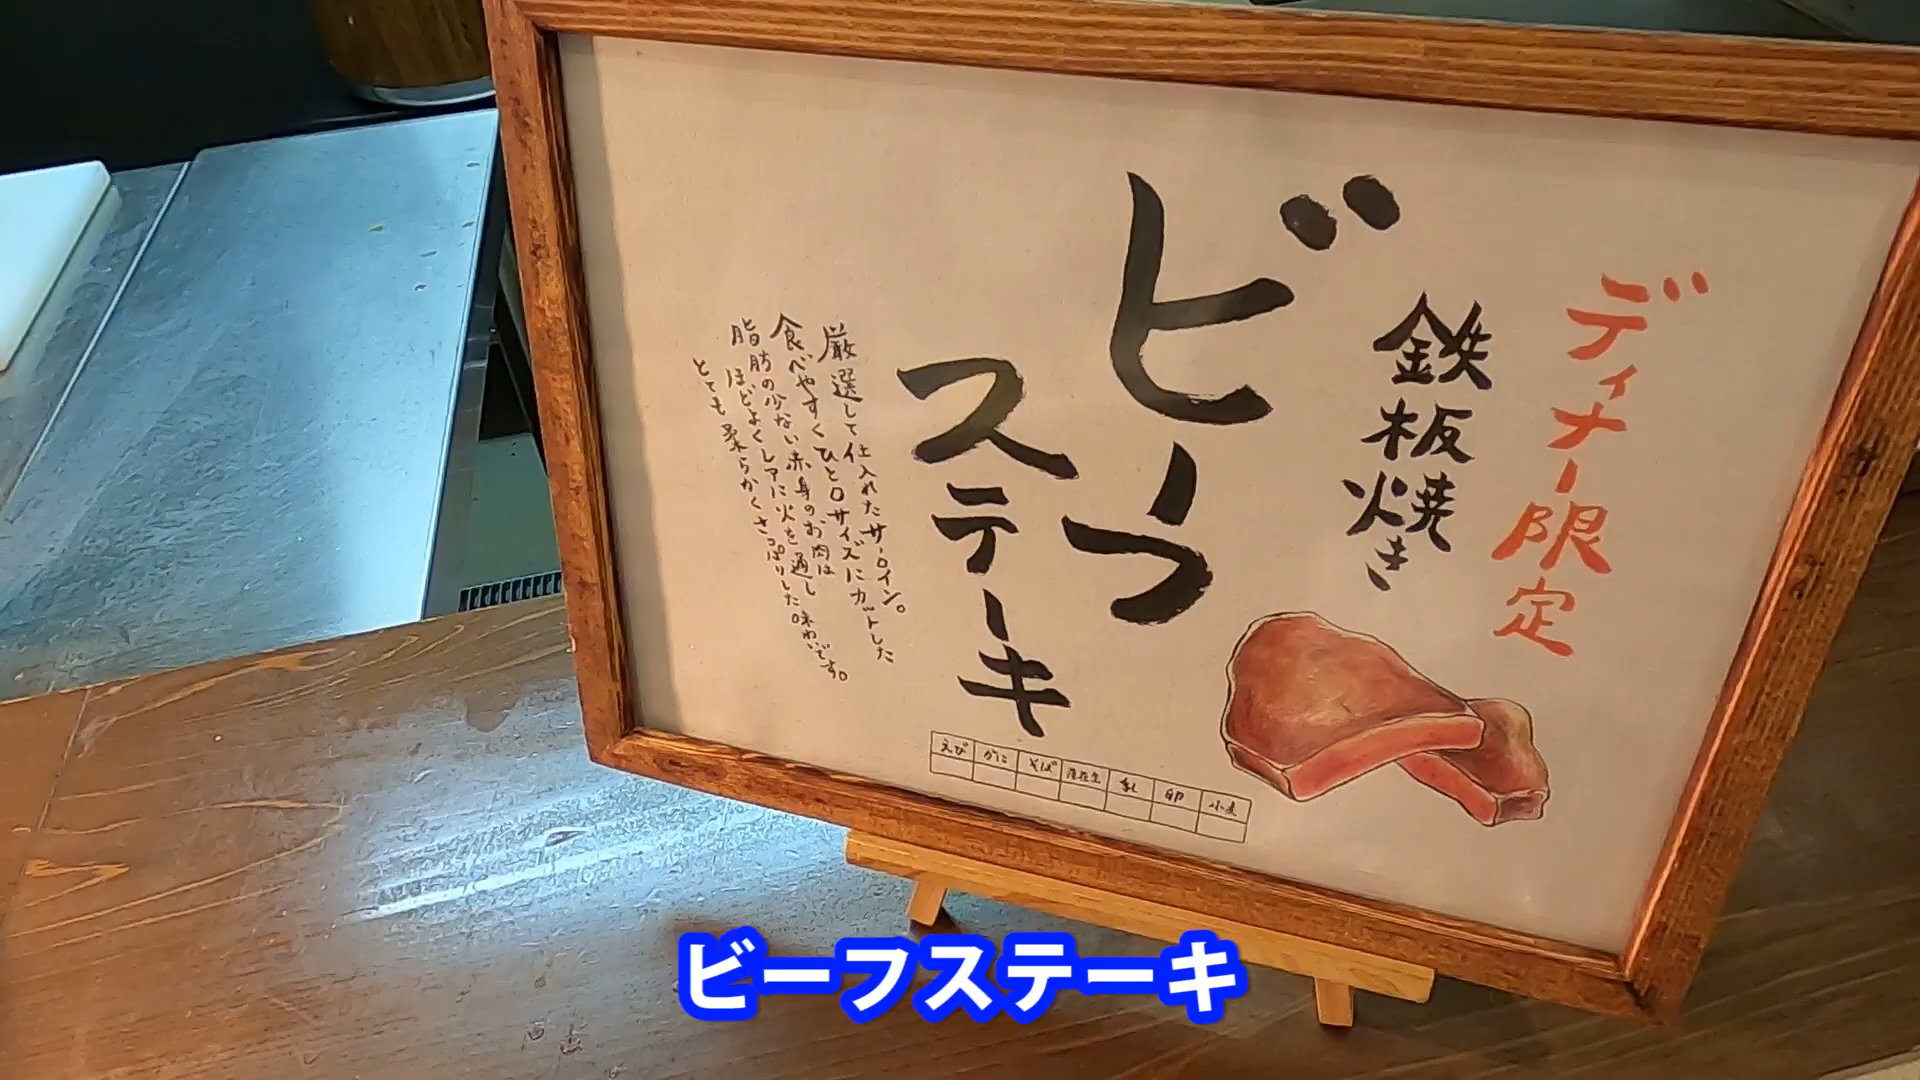 ディナー限定
鉄板焼き
ビーフ
ステーキ
厳選して仕入れたサーロイン。
食べやすくひと口サイズにカットした
脂肪の少ない赤身のお肉は
ほどよくレアに火を通し味わいです。
とても柔らかくさっぱりした。
えび かに そば 落花生 乳 卵 小麦
ビーフステーキ